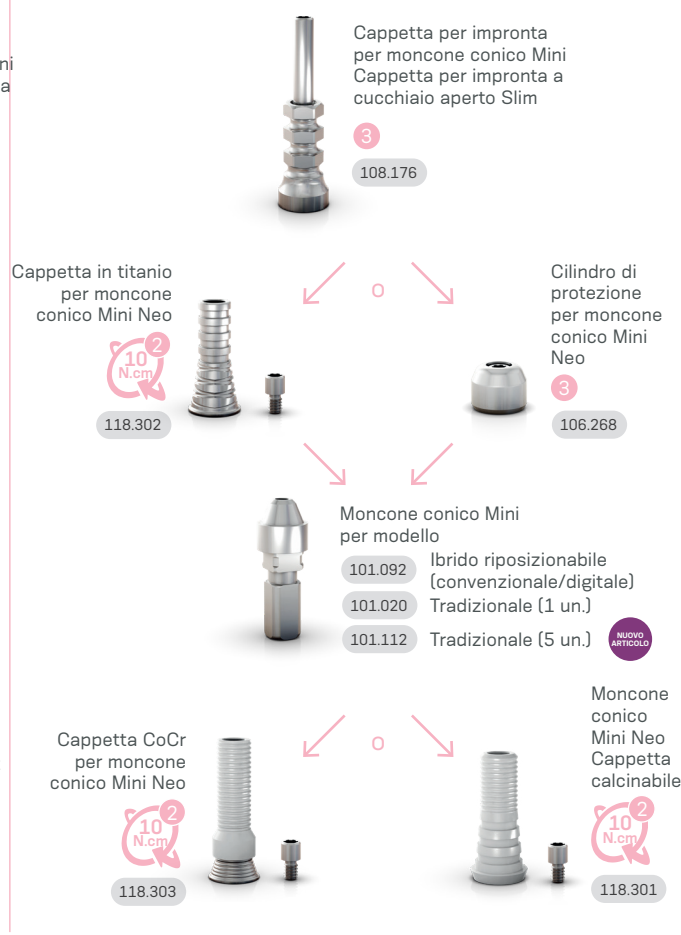 ni
a
Cappetta per impronta
per moncone conico Mini
Cappetta per impronta a
cucchiaio aperto Slim
3
108.176
O
Cappetta in titanio
per moncone
conico Mini Neo
2
10
N.cm
118.302
Cilindro di
protezione
per moncone
conico Mini
Neo
3
106.268
Moncone conico Mini
per modello
101.092 Ibrido riposizionabile
(convenzionale/digitale)
101.020 Tradizionale (1 un.)
101.112 Tradizionale (5 un.)
NUOVO
ARTICOLO
O
Cappetta CoCr
per moncone
conico Mini Neo
2
10
N.cm
118.303
Moncone
conico
Mini Neo
Cappetta
calcinabile
2
10
N.cm
118.301